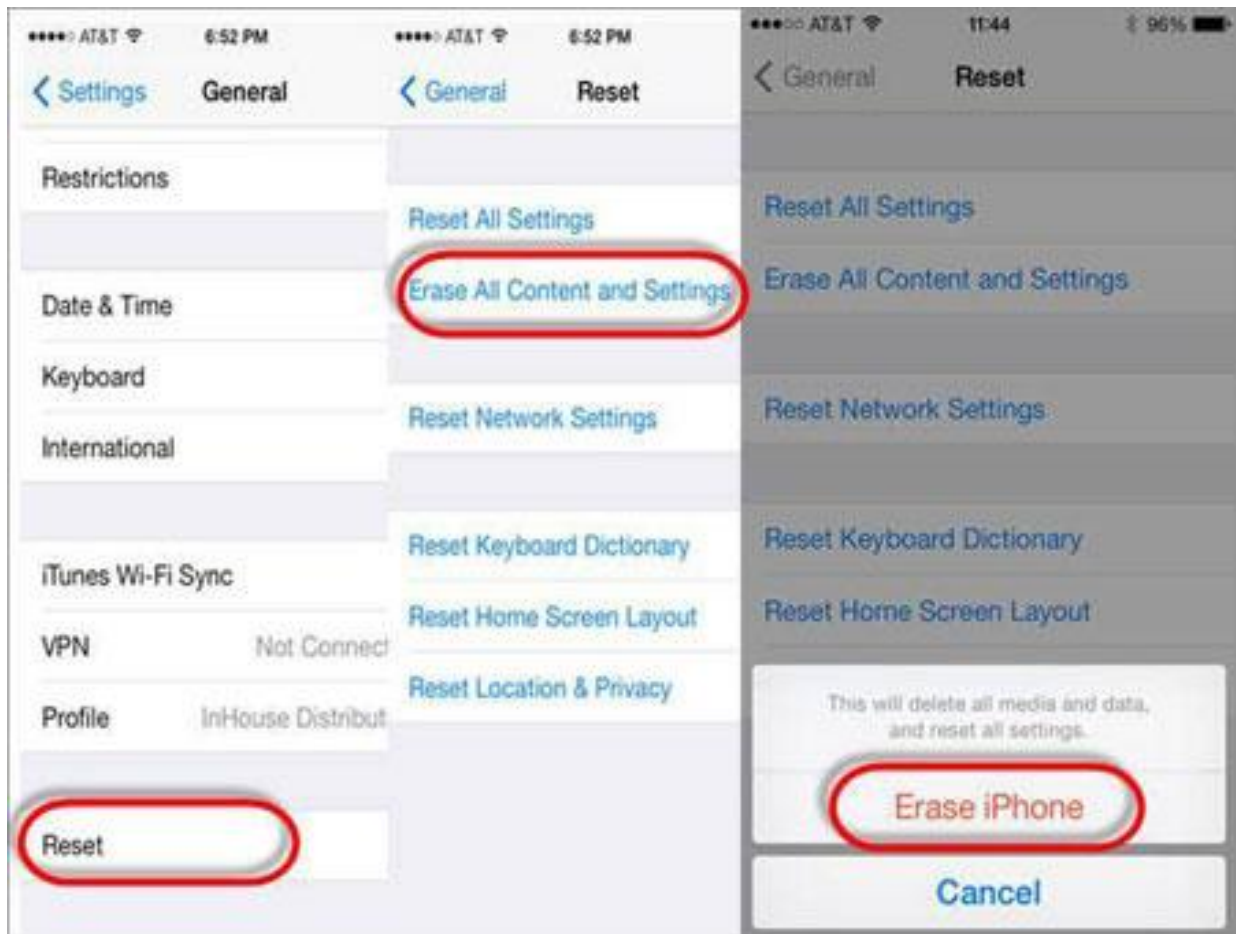 AT&T 6:52 PM
Settings General
Restrictions
Date & Time
Keyboard
International
iTunes Wi-Fi Sync
VPN Not Connect
Profile InHouse Distribut
Reset
AT&T 6:52 PM
General Reset
Reset All Settings
Erase All Content and Settings
Reset Network Settings
Reset Keyboard Dictionary
Reset Home Screen Layout
Reset Location & Privacy
AT&T 11:44 96%
General Reset
Reset All Settings
Erase All Content and Settings
Reset Network Settings
Reset Keyboard Dictionary
Reset Home Screen Layout
This will delete all media and data,
and reset all settings.
Erase iPhone
Cancel